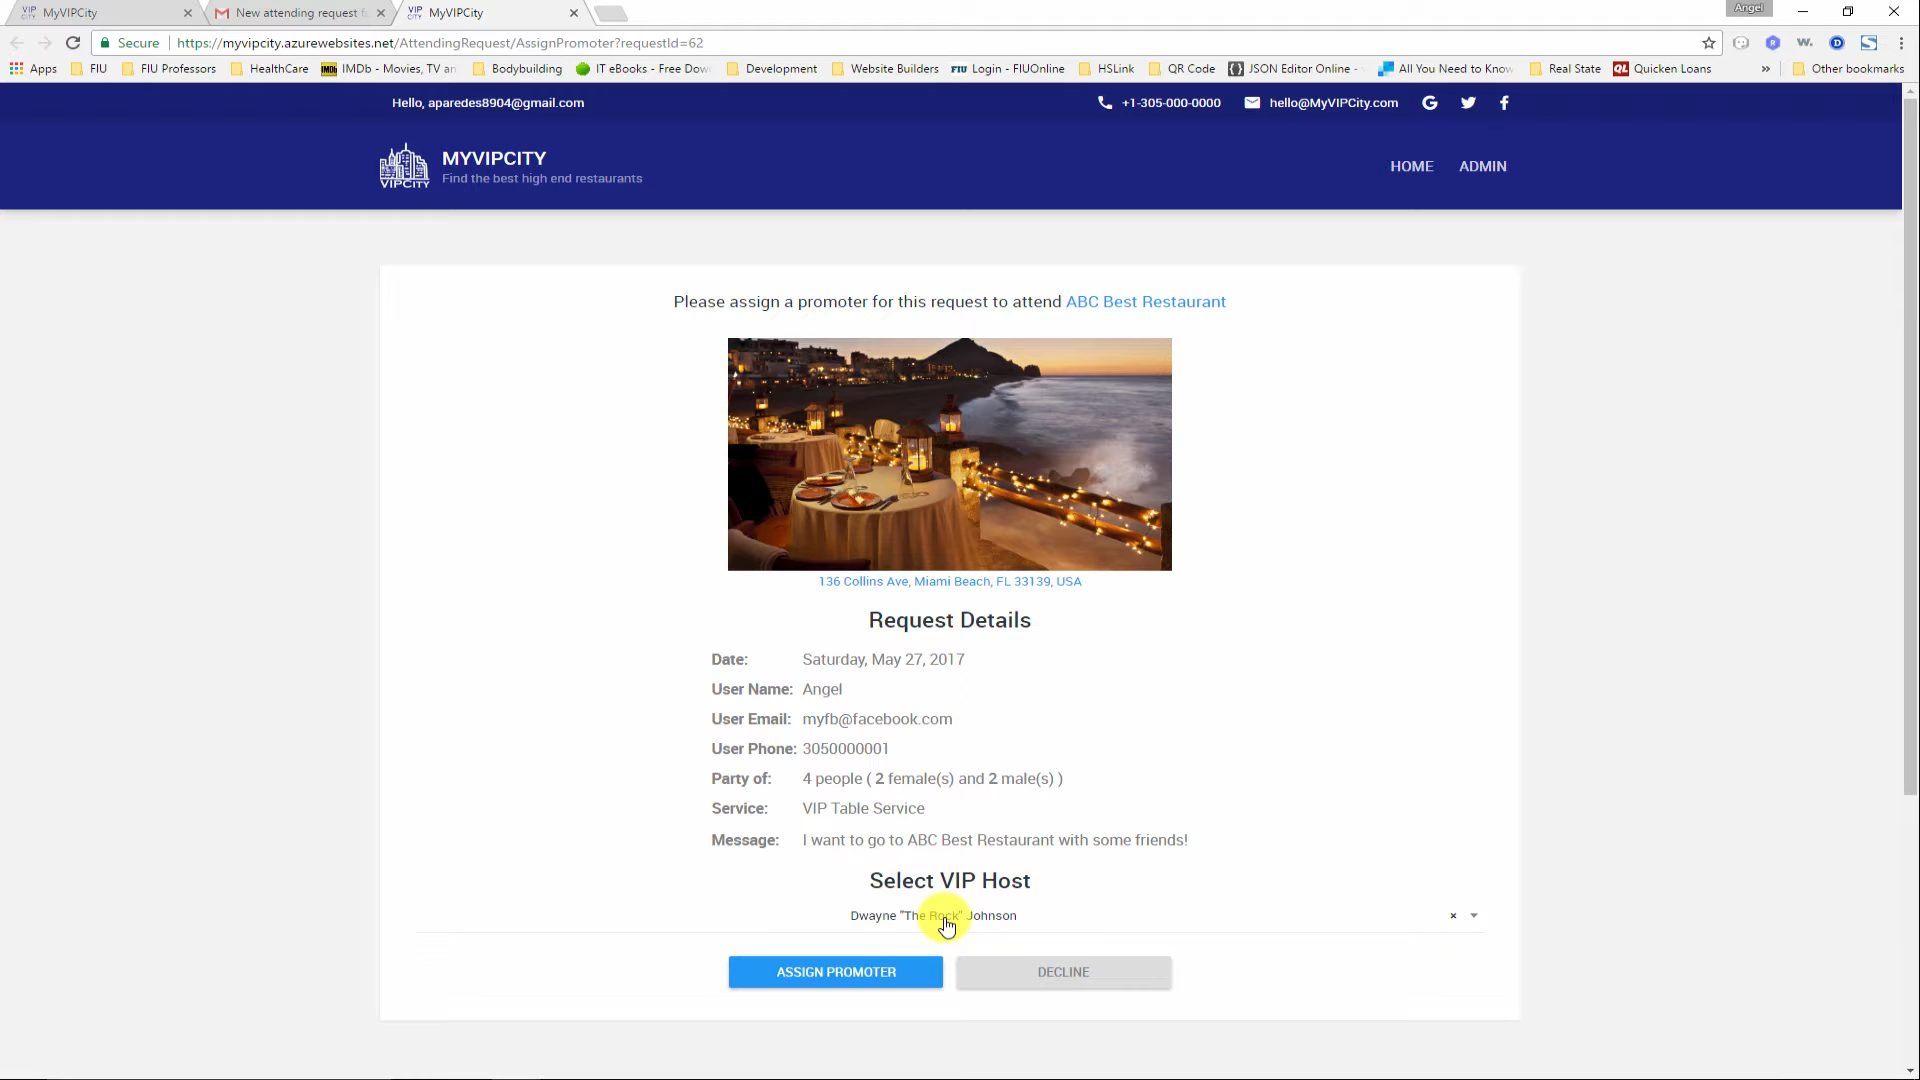 MyVIPCity
New attending request f
MyVIPCity
Angel
Secure
https://myvipcity.azurewebsites.net/AttendingRequest/AssignPromoter?requestId=62
Apps
FIU
FIU Professors
HealthCare
IMDb - Movies, TV an
Bodybuilding
IT eBooks - Free Dow
Development
Website Builders
FIU Login - FIUOnline
HSLink
QR Code
JSON Editor Online -
All You Need to Know
Real State
QL Quicken Loans
»
Other bookmarks
Hello, aparedes8904@gmail.com
+1-305-000-0000
hello@MyVIPCity.com
VIPCITY
MYVIPCITY
Find the best high end restaurants
HOME
ADMIN
Please assign a promoter for this request to attend ABC Best Restaurant
136 Collins Ave, Miami Beach, FL 33139, USA
Request Details
Date: Saturday, May 27, 2017
User Name: Angel
User Email: myfb@facebook.com
User Phone: 3050000001
Party of: 4 people ( 2 female(s) and 2 male(s) )
Service: VIP Table Service
Message: I want to go to ABC Best Restaurant with some friends!
Select VIP Host
Dwayne "The Rock" Johnson
×
ASSIGN PROMOTER
DECLINE